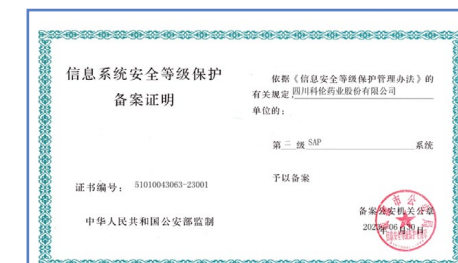 信息系统安全等级保护
备案证明
证书编号： 51010043063-23001
中华人民共和国公安部监制
依据《信息安全等级保护管理办法》的
有关规定，四川科伦药业股份有限公司
单位的：
第 二 级 SAP 系统
予以备案
备案公安机关公章